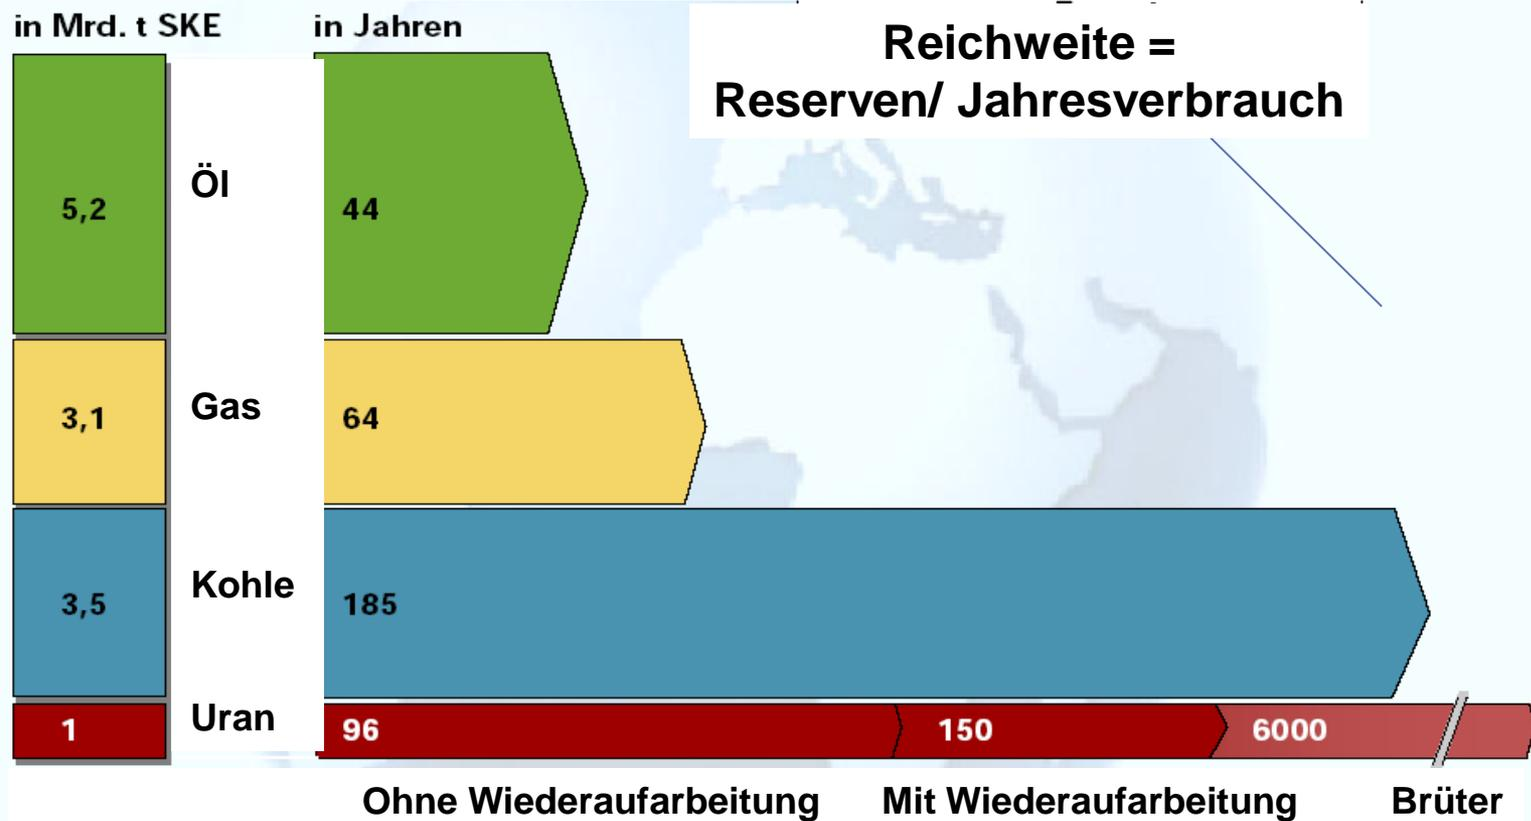 in Mrd. t SKE
in Jahren
Reichweite =
Reserven/ Jahresverbrauch
5,2
Öl
44
3,1
Gas
64
3,5
Kohle
185
1
Uran
96
150
6000
Ohne Wiederaufarbeitung
Mit Wiederaufarbeitung
Brüter